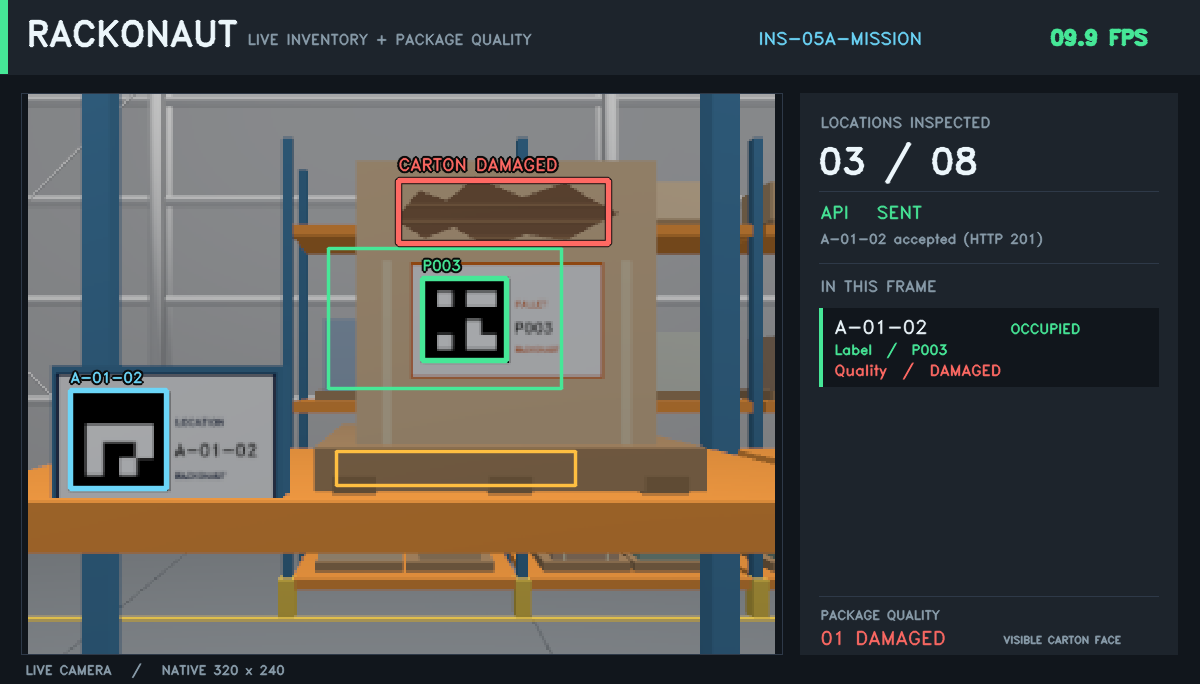 RACKONAUT LIVE INVENTORY + PACKAGE QUALITY INS-05A-MISSION 09.9 FPS
CARTON DAMAGED
P003
PALLET
P003
A-01-02
LOCATION
A-01-02
RACKONAUT
LOCATIONS INSPECTED
03 / 08
API SENT
A-01-02 accepted (HTTP 201)
IN THIS FRAME
A-01-02 OCCUPIED
Label / P003
Quality / DAMAGED
PACKAGE QUALITY
01 DAMAGED VISIBLE CARTON FACE
LIVE CAMERA / NATIVE 320 x 240